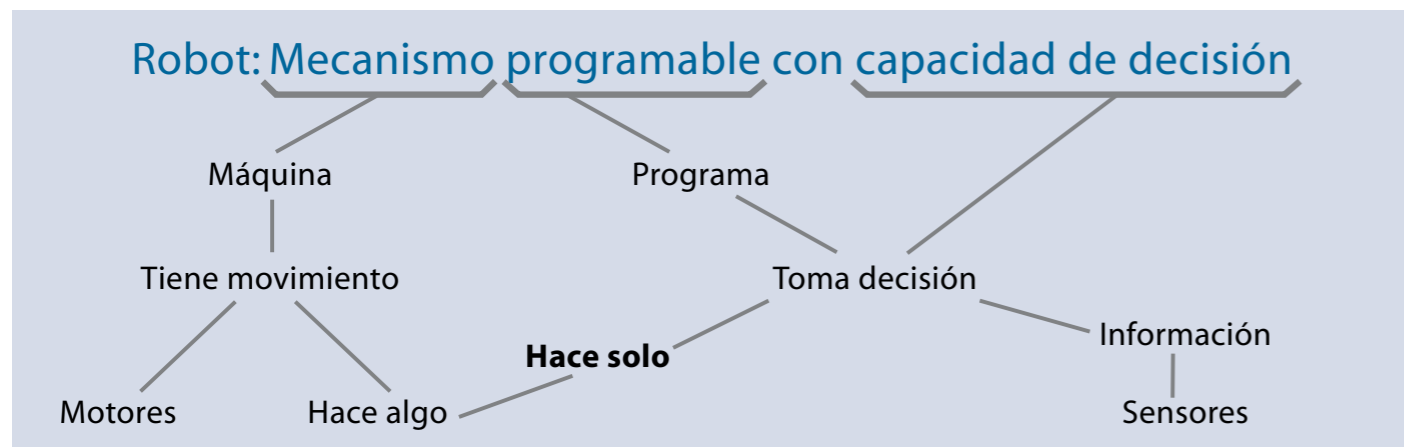 Robot: Mecanismo programable con capacidad de decisión
Máquina
Programa
Tiene movimiento
Toma decisión
Información
Hace solo
Motores
Hace algo
Sensores